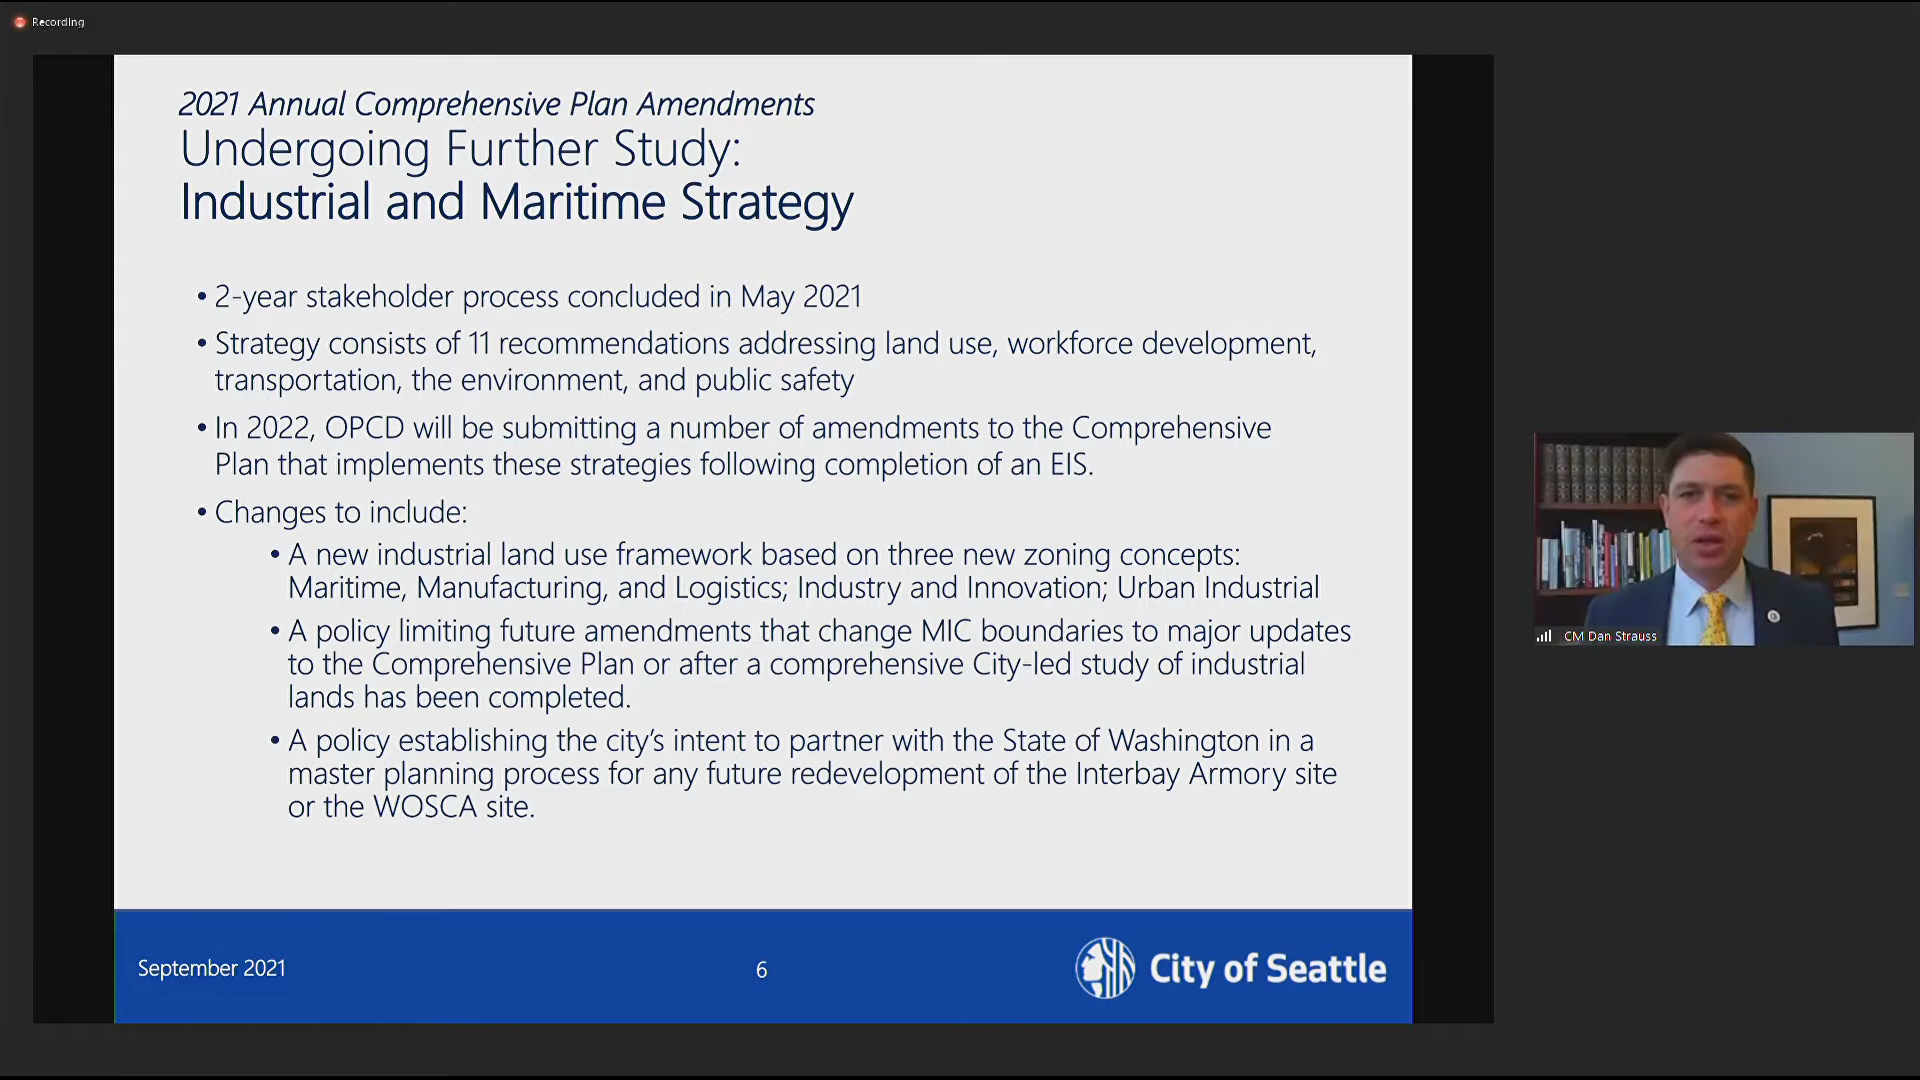 Recording
2021 Annual Comprehensive Plan Amendments
Undergoing Further Study:
Industrial and Maritime Strategy
• 2-year stakeholder process concluded in May 2021
• Strategy consists of 11 recommendations addressing land use, workforce development,
transportation, the environment, and public safety
• In 2022, OPCD will be submitting a number of amendments to the Comprehensive
Plan that implements these strategies following completion of an EIS.
• Changes to include:
• A new industrial land use framework based on three new zoning concepts:
Maritime, Manufacturing, and Logistics; Industry and Innovation; Urban Industrial
• A policy limiting future amendments that change MIC boundaries to major updates
to the Comprehensive Plan or after a comprehensive City-led study of industrial
lands has been completed.
• A policy establishing the city’s intent to partner with the State of Washington in a
master planning process for any future redevelopment of the Interbay Armory site
or the WOSCA site.
CM Dan Strauss
September 2021
6
City of Seattle